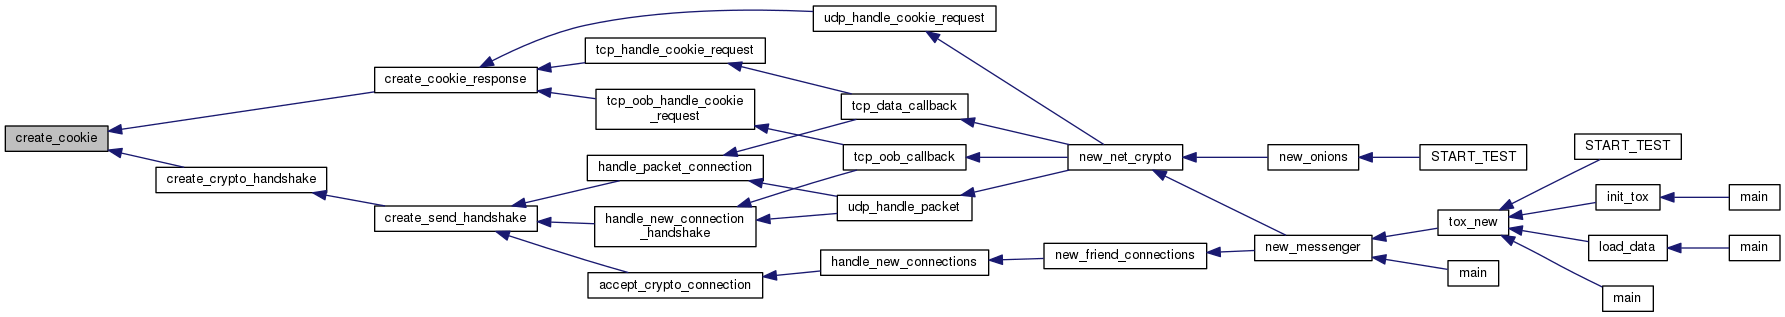 udp_handle_cookie_request
tcp_handle_cookie_request
create_cookie_response
tcp_oob_handle_cookie
_request
tcp_data_callback
create_cookie
START_TEST
handle_packet_connection
tcp_oob_callback
new_net_crypto
new_onions
START_TEST
create_crypto_handshake
init_tox
main
create_send_handshake
handle_new_connection
_handshake
udp_handle_packet
tox_new
new_messenger
load_data
main
accept_crypto_connection
handle_new_connections
new_friend_connections
main
main